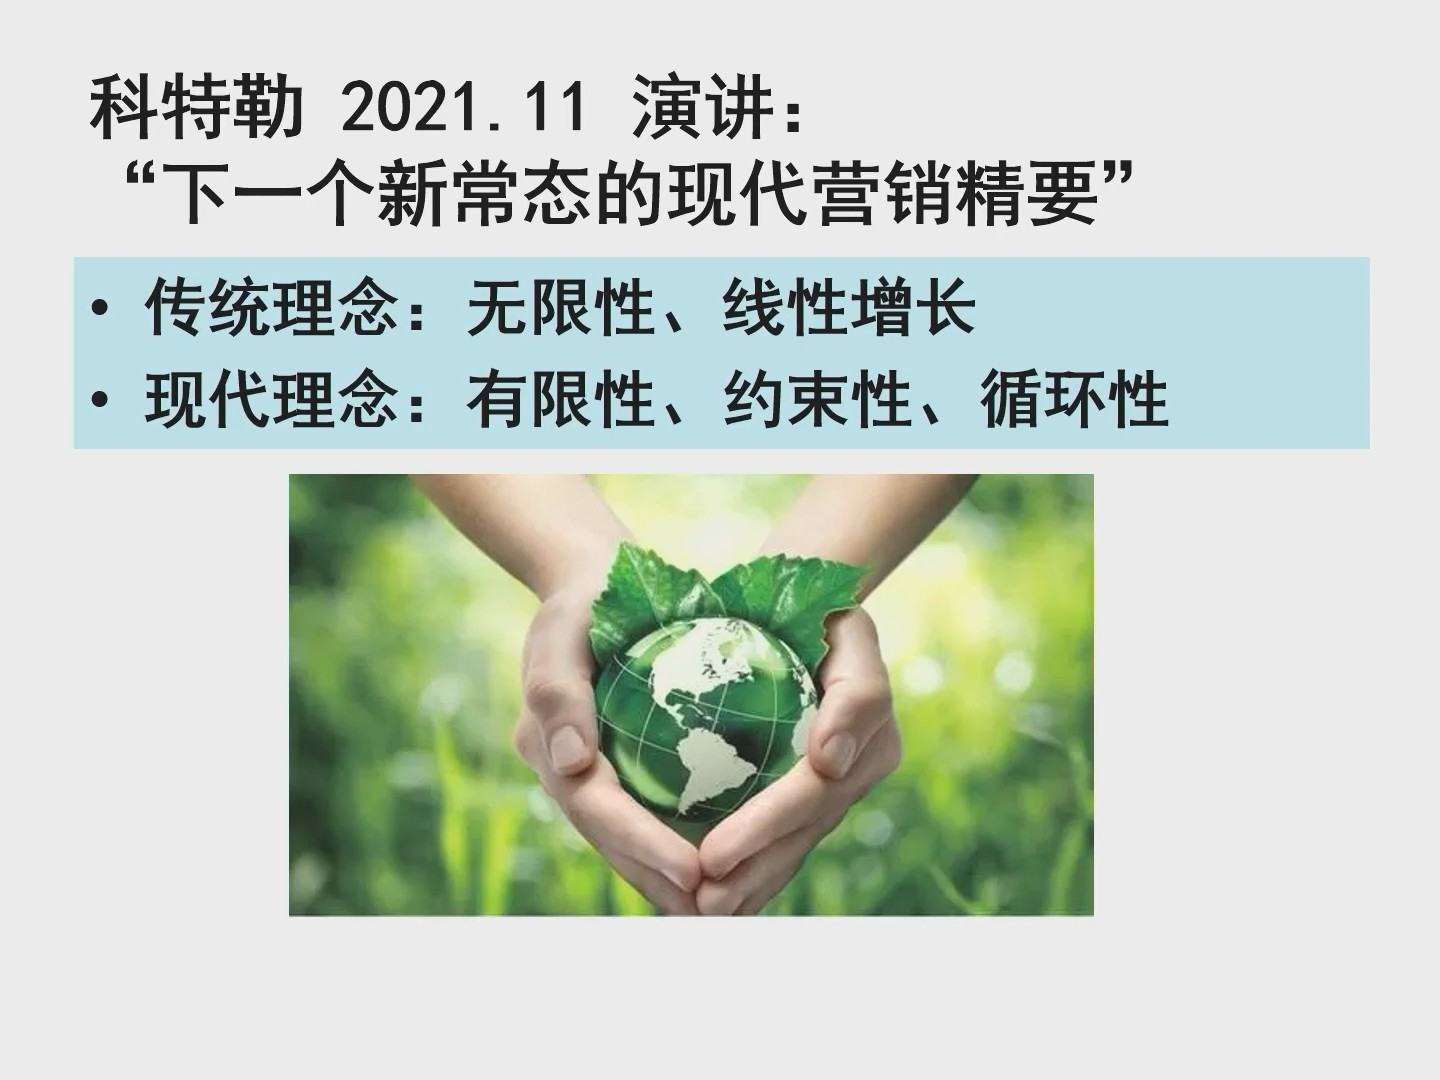 科特勒 2021.11 演讲：
“下一个新常态的现代营销精要”
• 传统理念：无限性、线性增长
• 现代理念：有限性、约束性、循环性